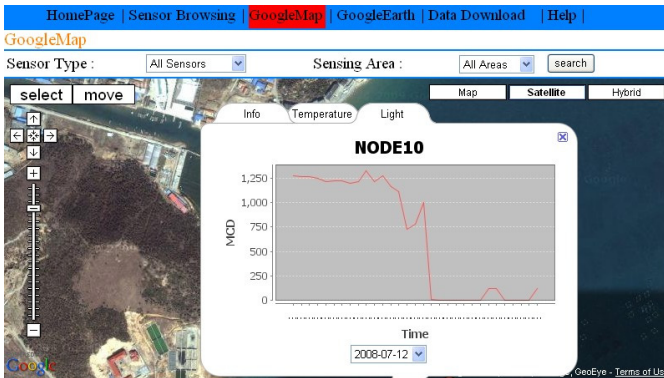 HomePage | Sensor Browsing | GoogleMap | GoogleEarth | Data Download | Help |
GoogleMap
Sensor Type : All Sensors Sensing Area : All Areas search
select move Map Satellite Hybrid
Info Temperature Light
NODE10
1,250
1,000
750
500
250
0
MCD
Time
2008-07-12
Google
GeoEye - Terms of Us